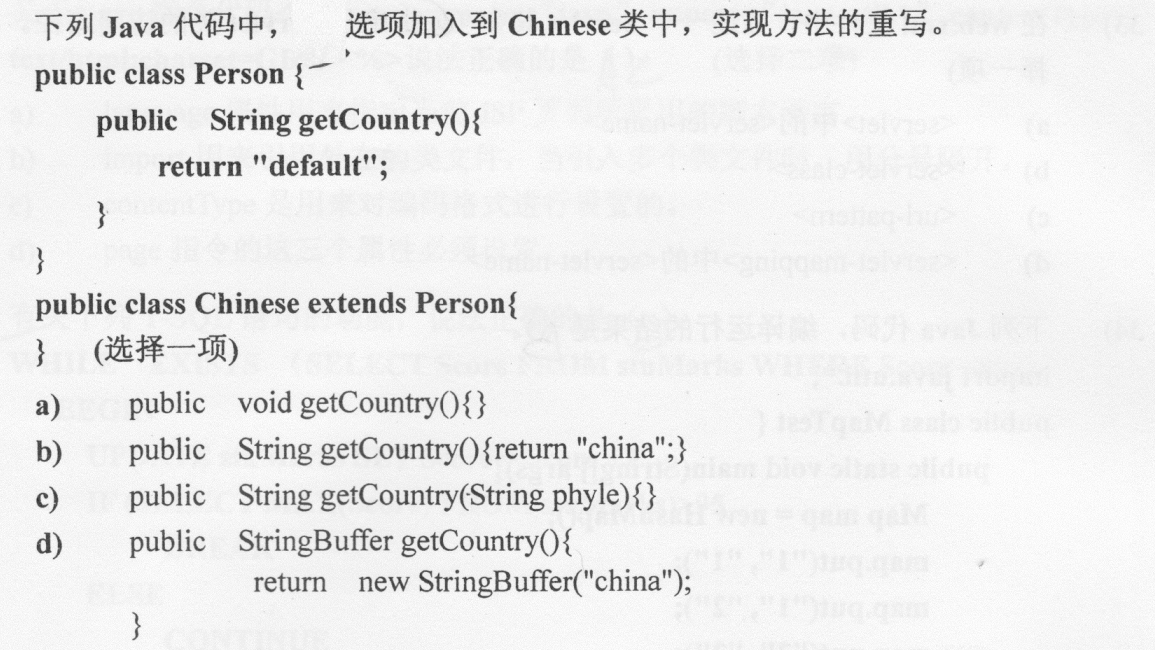 下列 Java 代码中， 选项加入到 Chinese 类中，实现方法的重写。
public class Person {
public String getCountry(){
return "default";
}
}
public class Chinese extends Person{
} (选择一项)
a) public void getCountry(){}
b) public String getCountry(){return "china";}
c) public String getCountry(String phyle){}
d) public StringBuffer getCountry(){
return new StringBuffer("china");
}